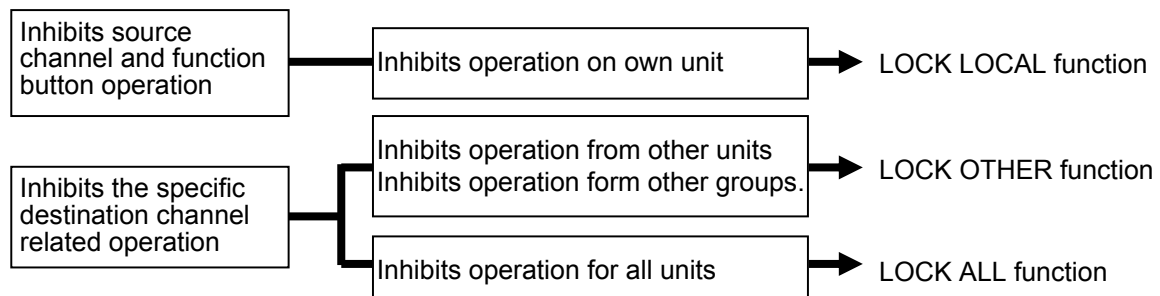 Inhibits source
channel and function
button operation
Inhibits operation on own unit
LOCK LOCAL function
Inhibits the specific
destination channel
related operation
Inhibits operation from other units
Inhibits operation form other groups.
LOCK OTHER function
Inhibits operation for all units
LOCK ALL function